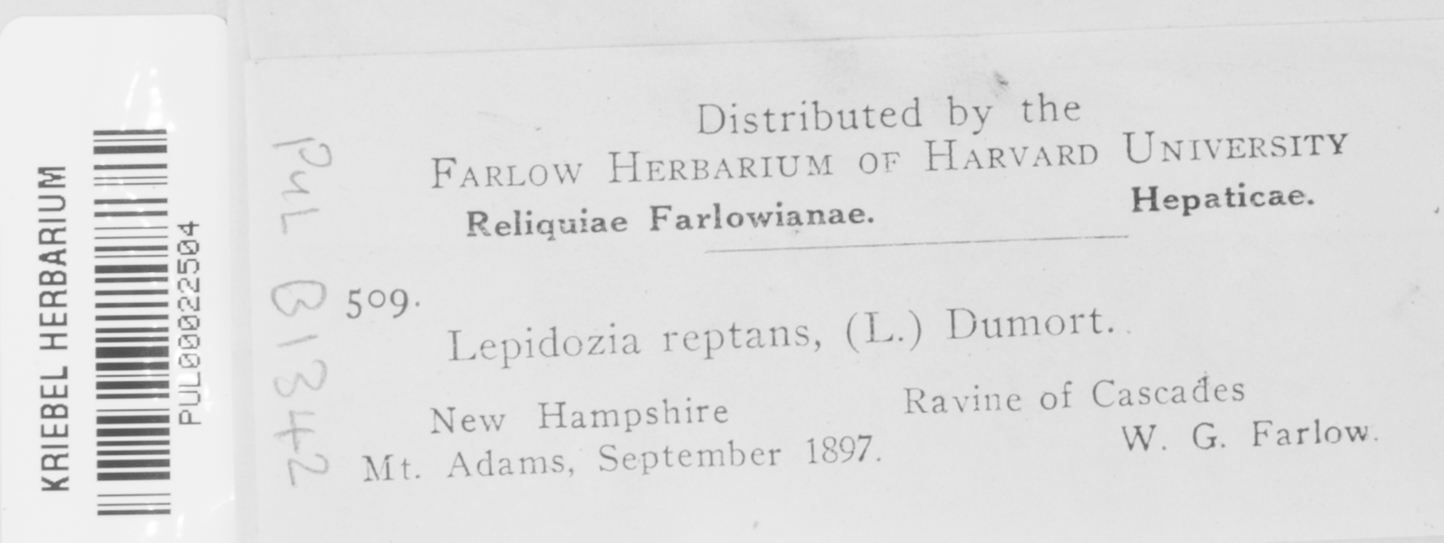 KRIEBEL HERBARIUM
PUL00022504
PUL B1342
Distributed by the
FARLOW HERBARIUM OF HARVARD UNIVERSITY
Reliquiae Farlowianae. Hepaticae.
509.
Lepidozia reptans, (L.) Dumort.
New Hampshire Ravine of Cascades
Mt. Adams, September 1897. W. G. Farlow.